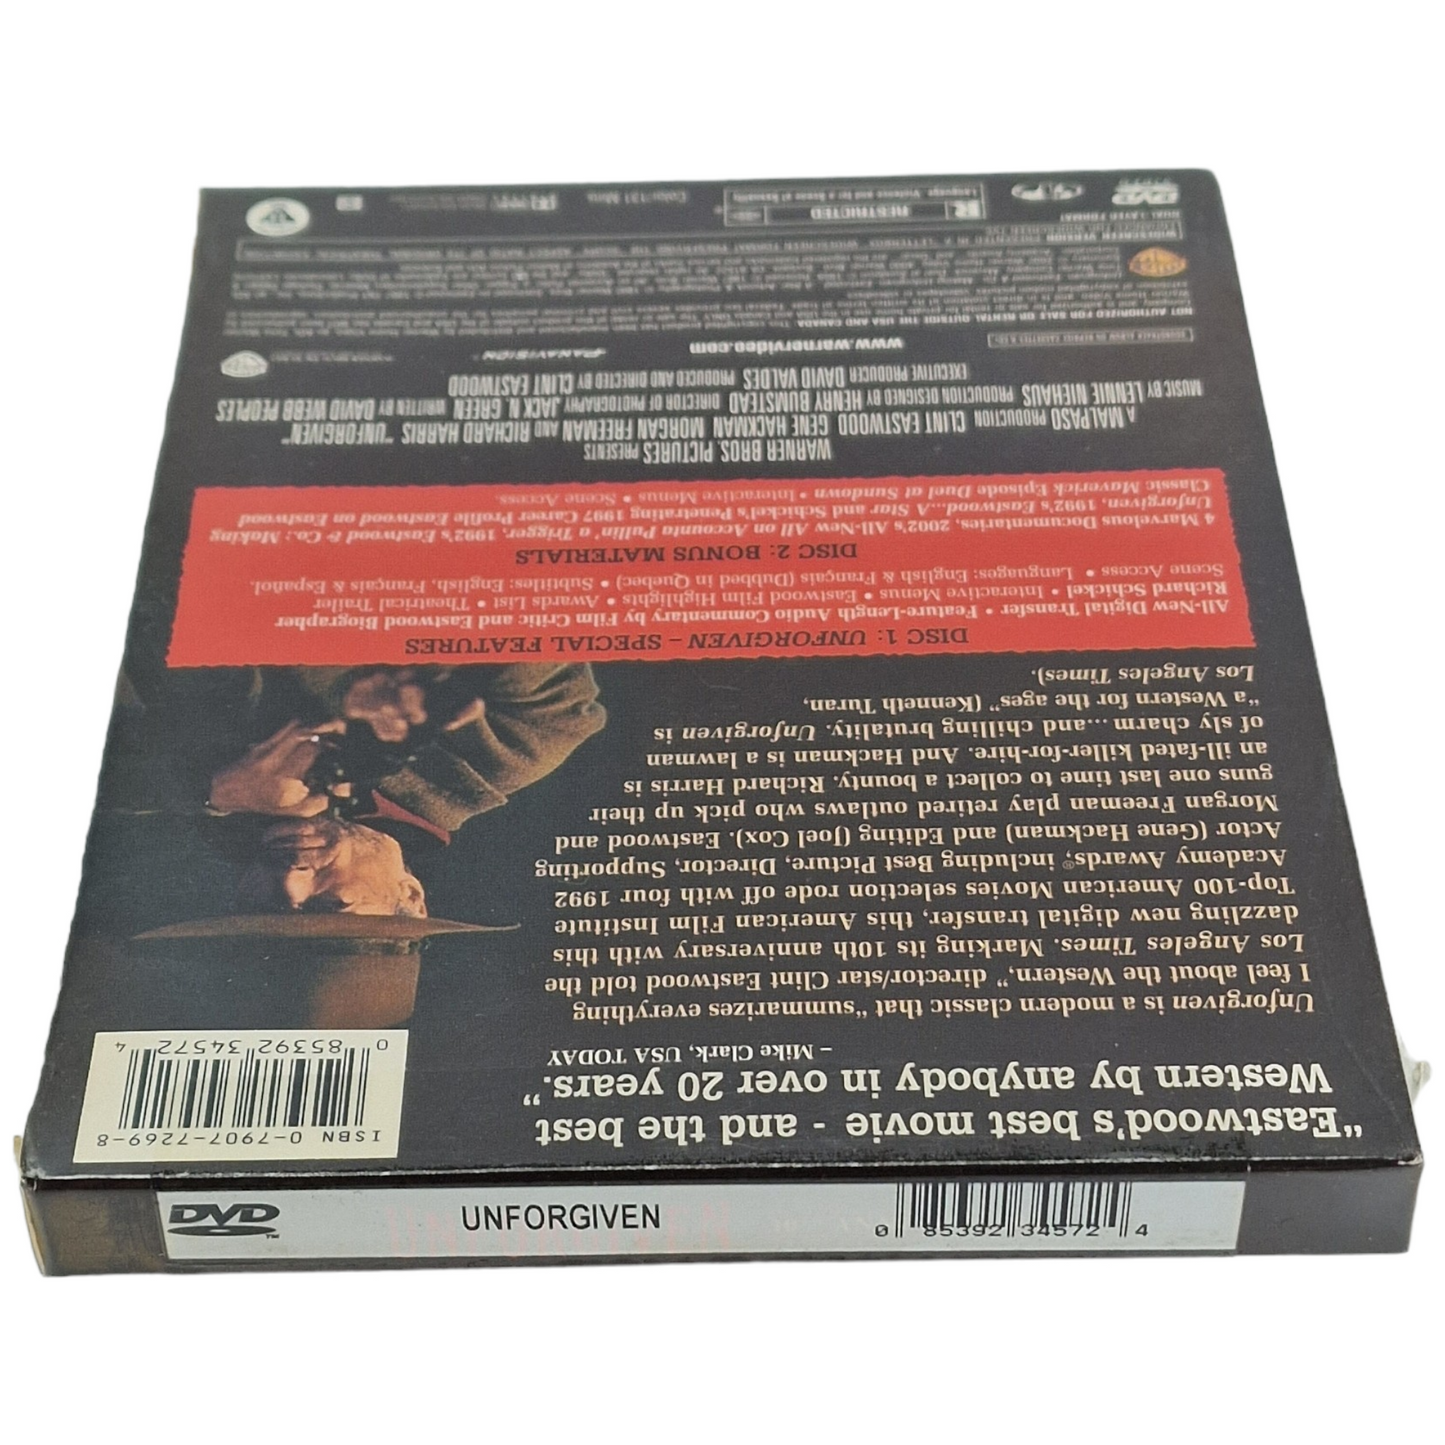 "Eastwood's best movie - and the best
Western by anybody in over 20 years."
– Mike Clark, USA TODAY
Unforgiven is a modern classic that "summarizes everything
I feel about the Western," director/star Clint Eastwood told the
Los Angeles Times. Marking its 10th anniversary with this
dazzling new digital transfer, this American Film Institute
Top-100 American Movies selection rode off with four 1992
Academy Awards,® including Best Picture, Director, Supporting
Actor (Gene Hackman) and Editing (Joel Cox). Eastwood and
Morgan Freeman play retired outlaws who pick up their
guns one last time to collect a bounty. Richard Harris is
an ill-fated killer-for-hire. And Hackman is a lawman
of sly charm ...and chilling brutality. Unforgiven is
"a Western for the ages" (Kenneth Turan,
Los Angeles Times).
DISC 1: UNFORGIVEN – SPECIAL FEATURES
All-New Digital Transfer • Feature-Length Audio Commentary by Film Critic and Eastwood Biographer
Richard Schickel • Interactive Menus • Eastwood Film Highlights • Awards List • Theatrical Trailer
Scene Access • Languages: English & Français (Dubbed in Quebec) • Subtitles: English, Français & Español.
DISC 2: BONUS MATERIALS
4 Marvelous Documentaries, 2002's All-New All on Accounta Pullin' a Trigger, 1992's Eastwood & Co.: Making
Unforgiven, 1992's Eastwood...A Star and Schickel's Penetrating 1997 Career Profile Eastwood on Eastwood
Classic Maverick Episode Duel at Sundown • Interactive Menus • Scene Access.
WARNER BROS. PICTURES PRESENTS
A MALPASO PRODUCTION CLINT EASTWOOD GENE HACKMAN MORGAN FREEMAN AND RICHARD HARRIS "UNFORGIVEN"
MUSIC BY LENNIE NIEHAUS PRODUCTION DESIGNED BY HENRY BUMSTEAD DIRECTOR OF PHOTOGRAPHY JACK N. GREEN WRITTEN BY DAVID WEBB PEOPLES
EXECUTIVE PRODUCER DAVID VALDES PRODUCED AND DIRECTED BY CLINT EASTWOOD
www.warnervideo.com PANAVISION
NOT AUTHORIZED FOR SALE OR RENTAL OUTSIDE THE USA AND CANADA
WIDESCREEN VERSION
DUAL-LAYER FORMAT
DVD
R RESTRICTED
Color/131 Mins.
ISBN 0-7907-7269-8
0 85392 34572 4
DVD™
UNFORGIVEN
0 85392 34572 4